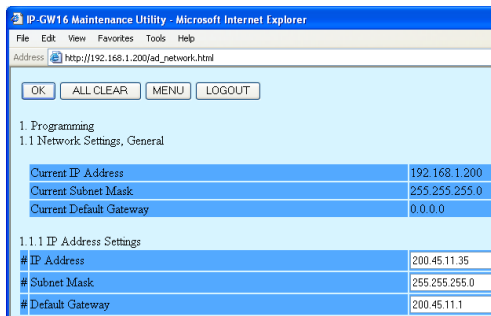 IP-GW16 Maintenance Utility - Microsoft Internet Explorer
File Edit View Favorites Tools Help
Address http://192.168.1.200/ad_network.html
OK ALL CLEAR MENU LOGOUT
1. Programming
1.1 Network Settings, General
Current IP Address 192.168.1.200
Current Subnet Mask 255.255.255.0
Current Default Gateway 0.0.0.0
1.1.1 IP Address Settings
# IP Address 200.45.11.35
# Subnet Mask 255.255.255.0
# Default Gateway 200.45.11.1